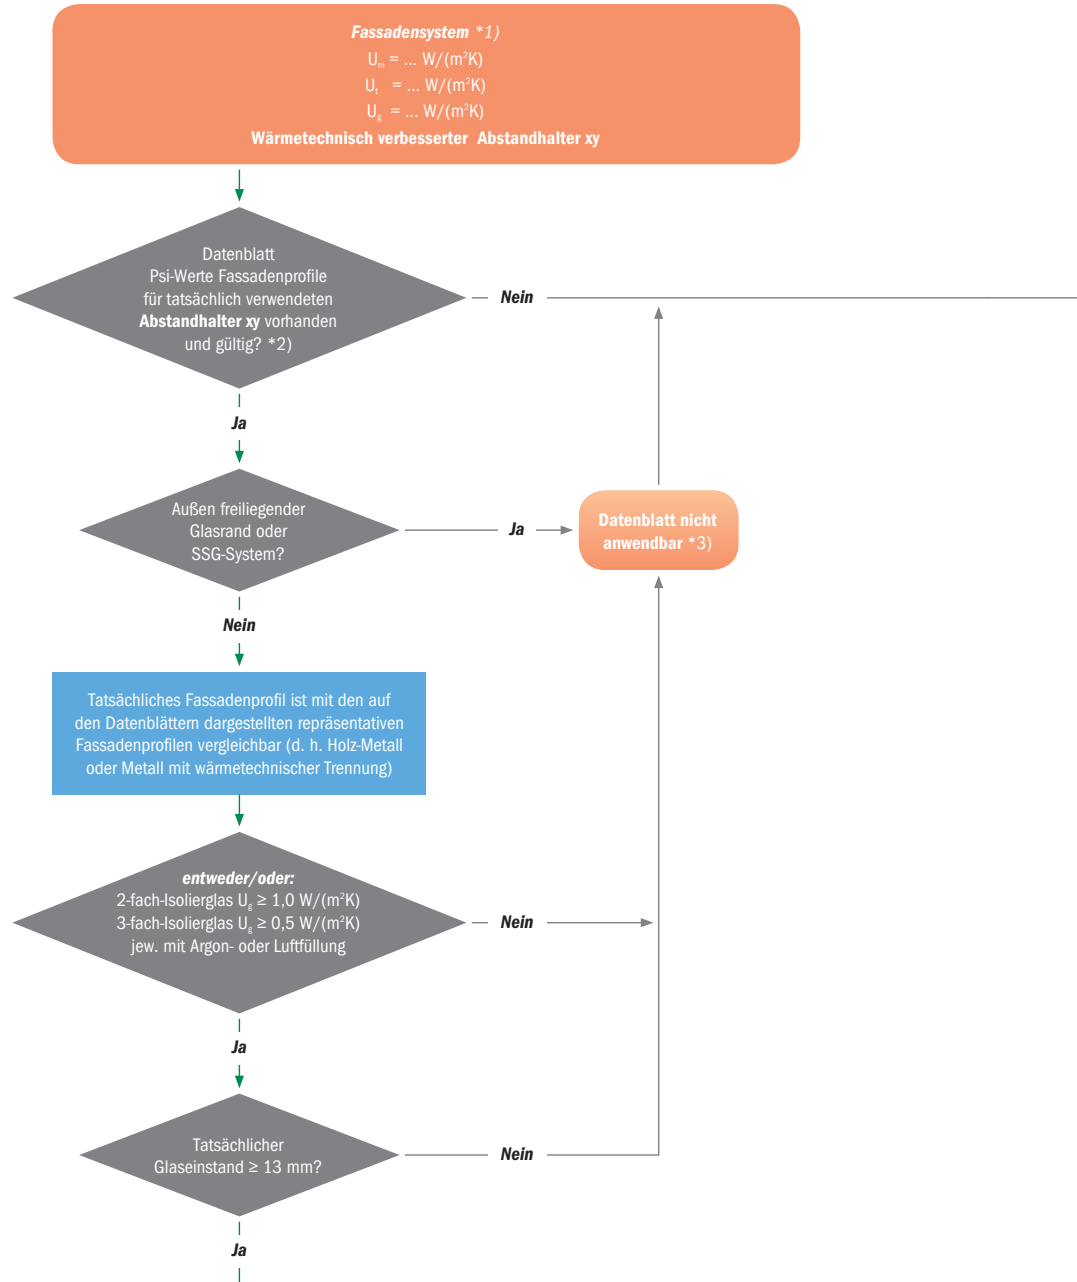 Fassadensystem *1)
Um = ... W/(m²K)
Ut = ... W/(m²K)
Ug = ... W/(m²K)
Wärmetechnisch verbesserter Abstandhalter xy
Datenblatt
Psi-Werte Fassadenprofile
für tatsächlich verwendeten
Abstandhalter xy vorhanden
und gültig? *2)
Nein
Ja
Außen freiliegender
Glasrand oder
SSG-System?
Ja
Datenblatt nicht
anwendbar *3)
Nein
Tatsächliches Fassadenprofil ist mit den auf
den Datenblättern dargestellten repräsentativen
Fassadenprofilen vergleichbar (d. h. Holz-Metall
oder Metall mit wärmetechnischer Trennung)
entweder/oder:
2-fach-Isolierglas Ug ≥ 1,0 W/(m²K)
3-fach-Isolierglas Ug ≥ 0,5 W/(m²K)
jew. mit Argon- oder Luftfüllung
Nein
Ja
Tatsächlicher
Glaseinstand ≥ 13 mm?
Nein
Ja